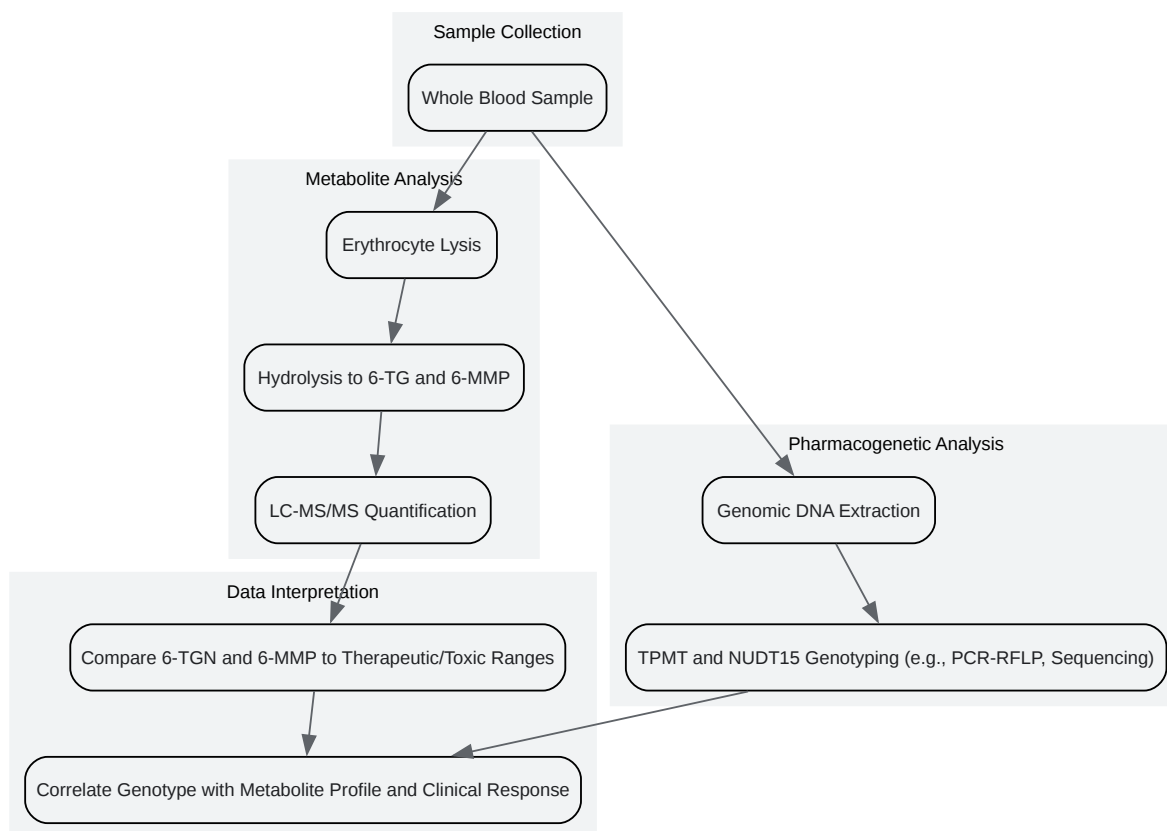 Sample Collection
Whole Blood Sample
Metabolite Analysis
Erythrocyte Lysis
Hydrolysis to 6-TG and 6-MMP
LC-MS/MS Quantification
Pharmacogenetic Analysis
Genomic DNA Extraction
TPMT and NUDT15 Genotyping (e.g., PCR-RFLP, Sequencing)
Data Interpretation
Compare 6-TGN and 6-MMP to Therapeutic/Toxic Ranges
Correlate Genotype with Metabolite Profile and Clinical Response